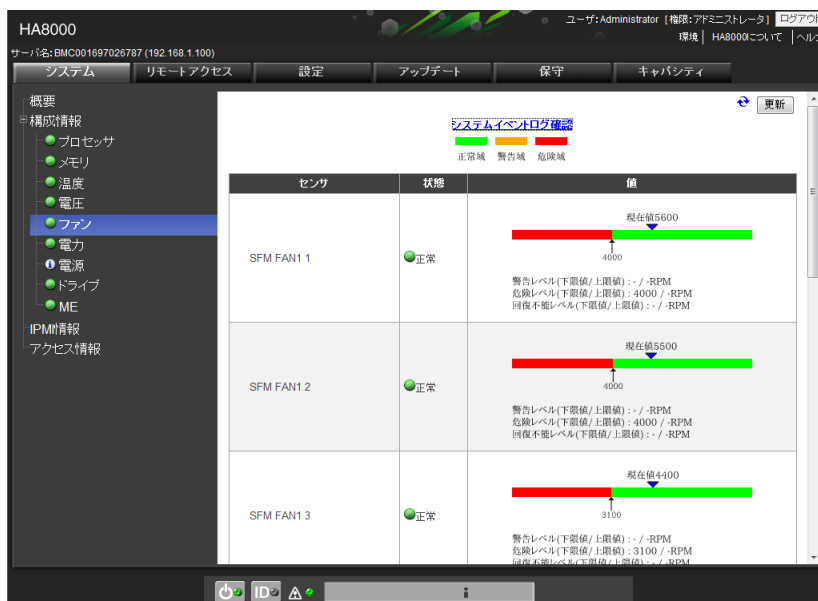 HA8000
ユーザ:Administrator [権限:アドミニストレータ] ログアウト
環境 | HA8000について | ヘル
サーバ名:BMC001697026787 (192.168.1.100)
システム リモートアクセス 設定 アップデート 保守 キャパシティ
概要
構成情報
プロセッサ
メモリ
温度
電圧
ファン
電力
電源
ドライブ
ME
IPMI情報
アクセス情報
更新
システムイベントログ確認
正常域 警告域 危険域
センサ 状態 値
SFM FAN1 1 正常
現在値5600
4000
警告レベル(下限値/上限値) : - / -RPM
危険レベル(下限値/上限値) : 4000 / -RPM
回復不能レベル(下限値/上限値) : - / -RPM
SFM FAN1 2 正常
現在値5500
4000
警告レベル(下限値/上限値) : - / -RPM
危険レベル(下限値/上限値) : 4000 / -RPM
回復不能レベル(下限値/上限値) : - / -RPM
SFM FAN1 3 正常
現在値4400
3100
警告レベル(下限値/上限値) : - / -RPM
危険レベル(下限値/上限値) : 3100 / -RPM
回復不能レベル(下限値/上限値) : - / -RPM
ID